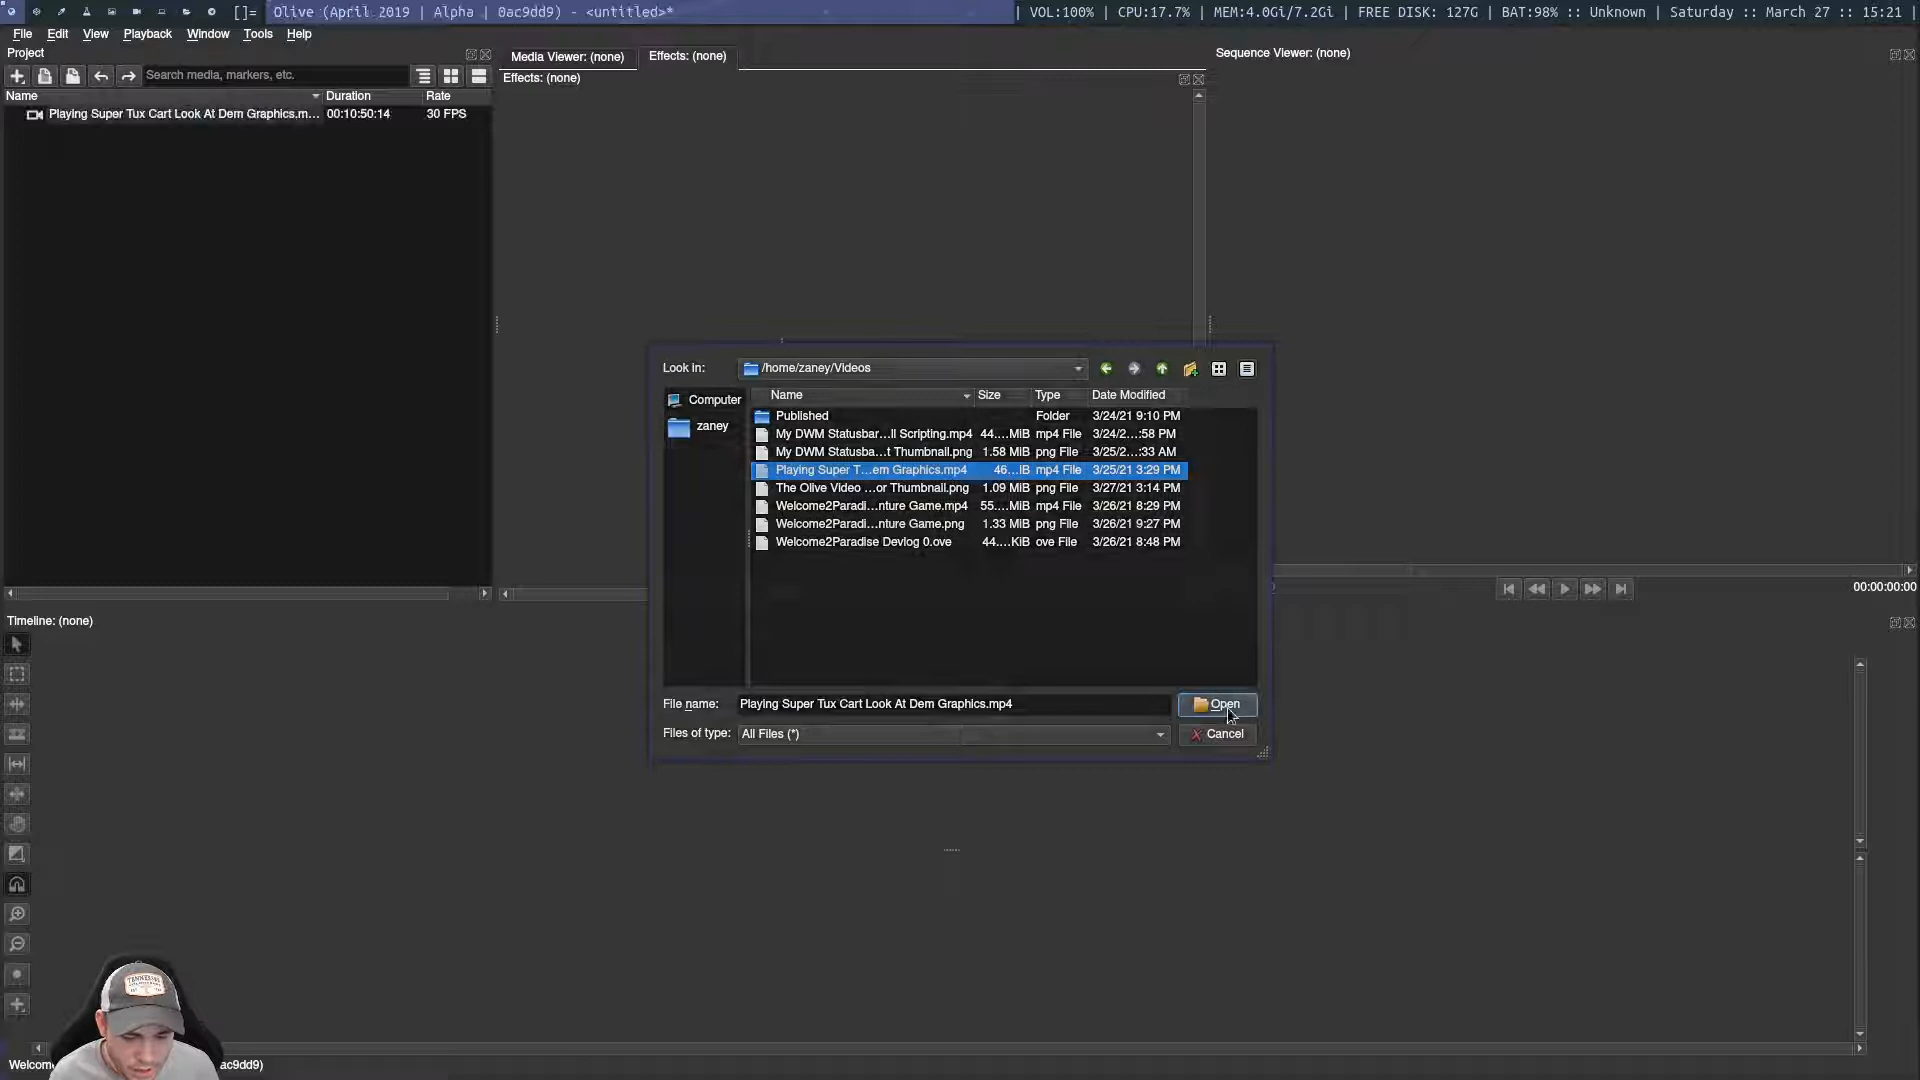 []= Olive (April 2019 | Alpha | 0ac9dd9) - <untitled>* | VOL:100% | CPU:17.7% | MEM:4.0Gi/7.2Gi | FREE DISK: 127G | BAT:98% :: Unknown | Saturday :: March 27 :: 15:21 |
File Edit View Playback Window Tools Help
Project
Media Viewer: (none) Effects: (none)
Sequence Viewer: (none)
Search media, markers, etc.
Effects: (none)
Name Duration Rate
Playing Super Tux Cart Look At Dem Graphics.m... 00:10:50:14 30 FPS
Look in: /home/zaney/Videos
Computer
zaney
Name Size Type Date Modified
Published Folder 3/24/21 9:10 PM
My DWM Statusbar...ll Scripting.mp4 44....MiB mp4 File 3/24/2...:58 PM
My DWM Statusba...t Thumbnail.png 1.58 MiB png File 3/25/2...:33 AM
Playing Super T...em Graphics.mp4 46...iB mp4 File 3/25/21 3:29 PM
The Olive Video ...or Thumbnail.png 1.09 MiB png File 3/27/21 3:14 PM
Welcome2Paradi...nture Game.mp4 55....MiB mp4 File 3/26/21 8:29 PM
Welcome2Paradi...nture Game.png 1.33 MiB png File 3/26/21 9:27 PM
Welcome2Paradise Devlog 0.ove 44....KiB ove File 3/26/21 8:48 PM
File name: Playing Super Tux Cart Look At Dem Graphics.mp4 Open
Files of type: All Files (*) Cancel
00:00:00:00
Timeline: (none)
TENNESSEE
Welcom
ac9dd9)